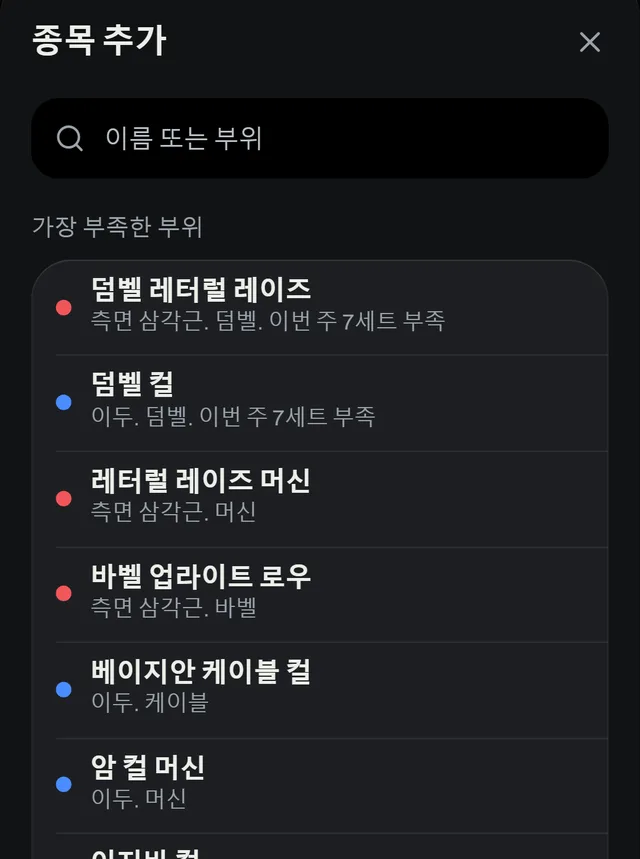 종목 추가
이름 또는 부위
가장 부족한 부위
덤벨 레터럴 레이즈
측면 삼각근. 덤벨. 이번 주 7세트 부족
덤벨 컬
이두. 덤벨. 이번 주 7세트 부족
레터럴 레이즈 머신
측면 삼각근. 머신
바벨 업라이트 로우
측면 삼각근. 바벨
베이지안 케이블 컬
이두. 케이블
암 컬 머신
이두. 머신